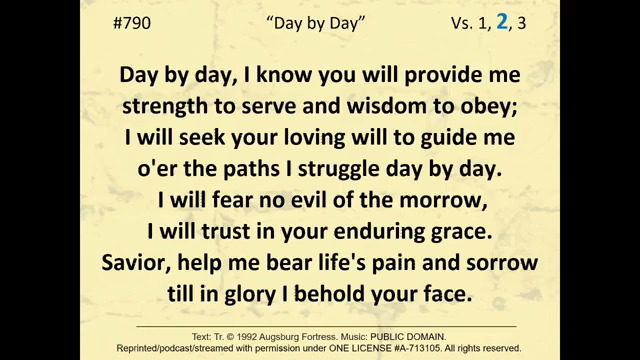 #790 “Day by Day” Vs. 1, 2, 3
Day by day, I know you will provide me
strength to serve and wisdom to obey;
I will seek your loving will to guide me
o'er the paths I struggle day by day.
I will fear no evil of the morrow,
I will trust in your enduring grace.
Savior, help me bear life's pain and sorrow
till in glory I behold your face.
Text: Tr. © 1992 Augsburg Fortress. Music: PUBLIC DOMAIN.
Reprinted/podcast/streamed with permission under ONE LICENSE #A-713105. All rights reserved.